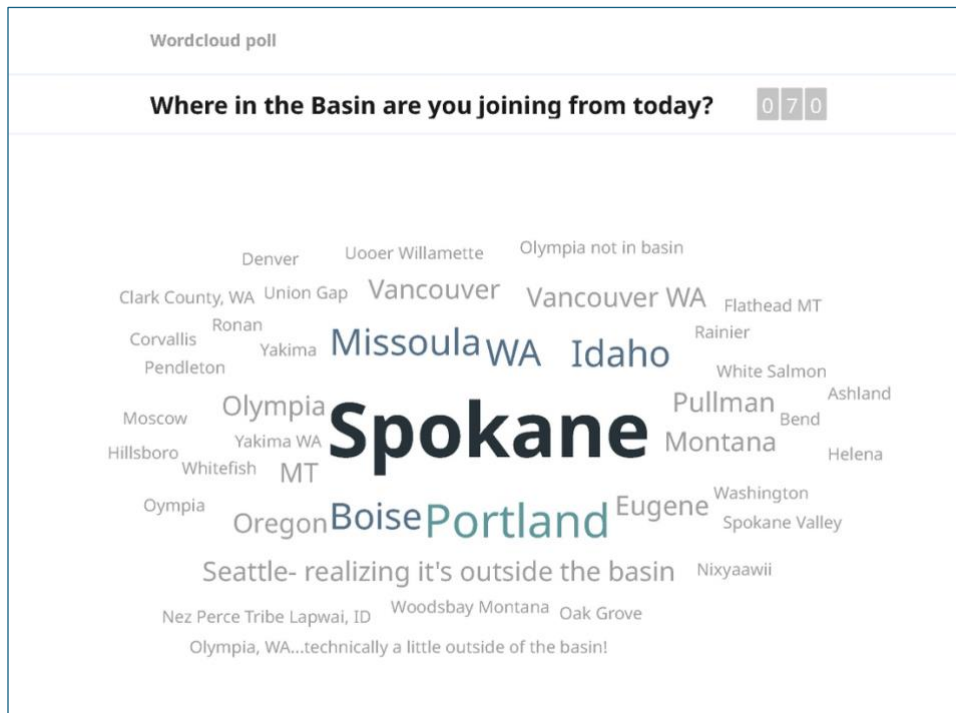 Wordcloud poll
Where in the Basin are you joining from today? 070
Denver Uooer Willamette Olympia not in basin
Clark County, WA Union Gap Vancouver Vancouver WA Flathead MT
Corvallis Ronan Yakima Missoula WA Idaho Rainier
Pendleton White Salmon
Moscow Olympia Spokane Pullman Bend Ashland
Hillsboro Yakima WA Montana Helena
Whitefish MT
Oympia Oregon Boise Portland Eugene Washington
Spokane Valley
Seattle- realizing it's outside the basin Nixyaawii
Nez Perce Tribe Lapwai, ID Woodsbay Montana Oak Grove
Olympia, WA...technically a little outside of the basin!